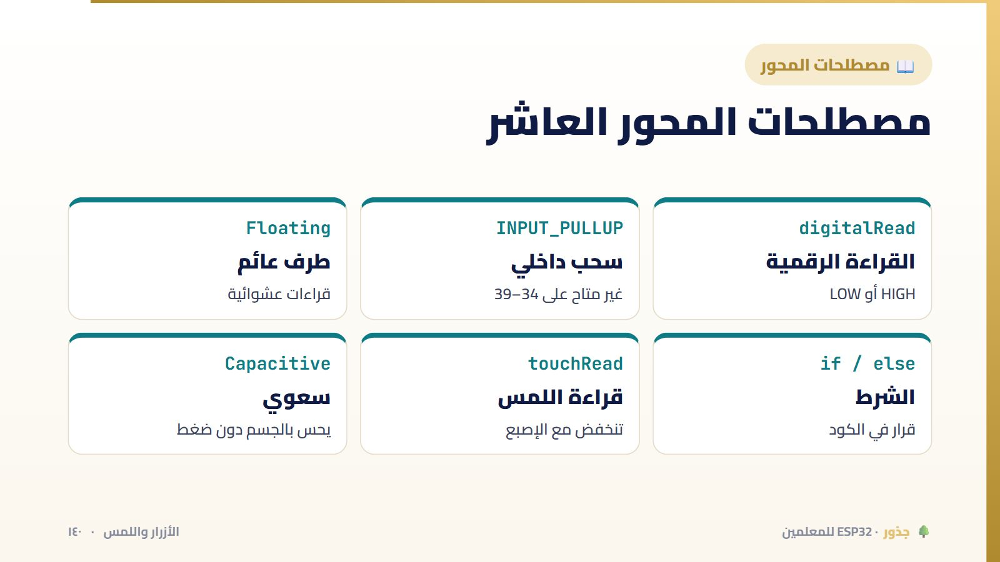 📖 مصطلحات المحور
مصطلحات المحور العاشر
digitalRead
القراءة الرقمية
HIGH أو LOW
INPUT_PULLUP
سحب داخلي
غير متاح على 34–39
Floating
طرف عائم
قراءات عشوائية
if / else
الشرط
قرار في الكود
touchRead
قراءة اللمس
تنخفض مع الإصبع
Capacitive
سعوي
يحس بالجسم دون ضغط
🌳 جذور · ESP32 للمعلمين
الأزرار واللمس · ١٤٠